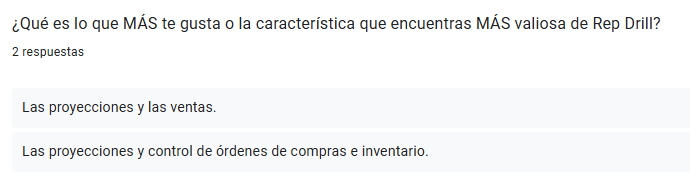 ¿Qué es lo que MÁS te gusta o la característica que encuentras MÁS valiosa de Rep Drill?
2 respuestas
Las proyecciones y las ventas.
Las proyecciones y control de órdenes de compras e inventario.